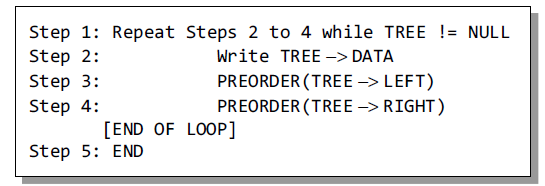 Step 1: Repeat Steps 2 to 4 while TREE != NULL
Step 2: Write TREE –> DATA
Step 3: PREORDER(TREE –> LEFT)
Step 4: PREORDER(TREE –> RIGHT)
[END OF LOOP]
Step 5: END